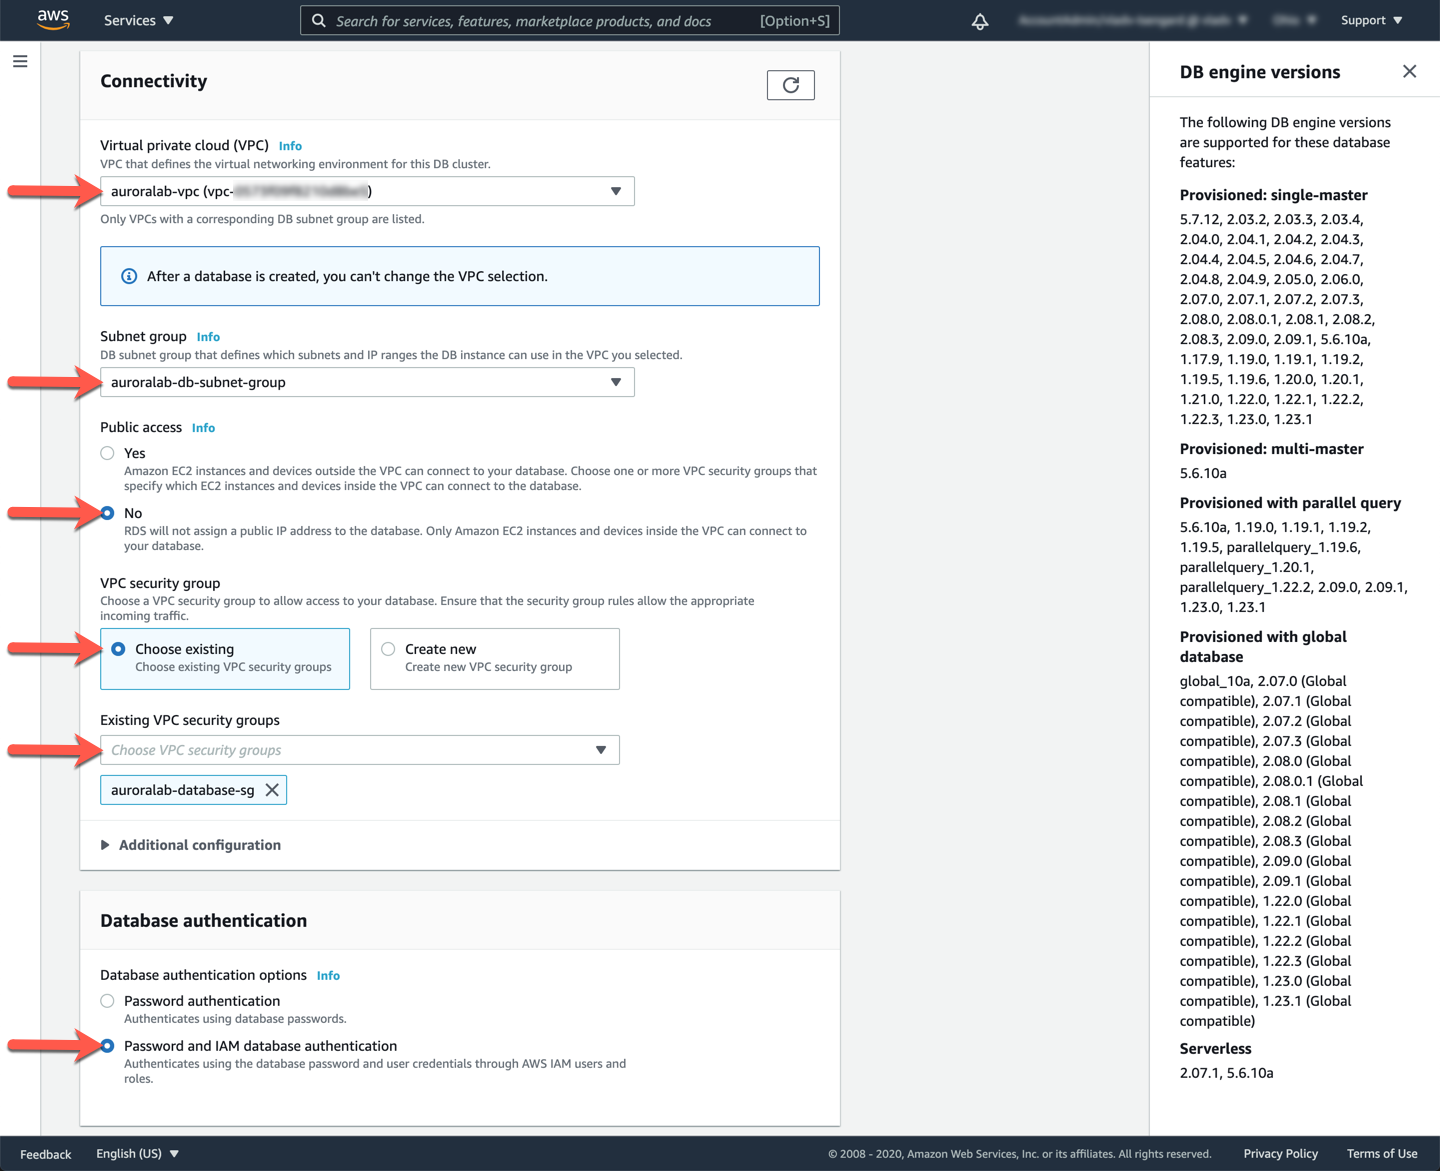 aws
Services
Search for services, features, marketplace products, and docs
[Option+S]
Support
Connectivity
Virtual private cloud (VPC) Info
VPC that defines the virtual networking environment for this DB cluster.
auroralab-vpc (vpc-
Only VPCs with a corresponding DB subnet group are listed.
After a database is created, you can't change the VPC selection.
Subnet group Info
DB subnet group that defines which subnets and IP ranges the DB instance can use in the VPC you selected.
auroralab-db-subnet-group
Public access Info
Yes
Amazon EC2 instances and devices outside the VPC can connect to your database. Choose one or more VPC security groups that
specify which EC2 instances and devices inside the VPC can connect to the database.
No
RDS will not assign a public IP address to the database. Only Amazon EC2 instances and devices inside the VPC can connect to
your database.
VPC security group
Choose a VPC security group to allow access to your database. Ensure that the security group rules allow the appropriate
incoming traffic.
Choose existing
Choose existing VPC security groups
Create new
Create new VPC security group
Existing VPC security groups
Choose VPC security groups
auroralab-database-sg
Additional configuration
Database authentication
Database authentication options Info
Password authentication
Authenticates using database passwords.
Password and IAM database authentication
Authenticates using the database password and user credentials through AWS IAM users and
roles.
DB engine versions
The following DB engine versions
are supported for these database
features:
Provisioned: single-master
5.7.12, 2.03.2, 2.03.3, 2.03.4,
2.04.0, 2.04.1, 2.04.2, 2.04.3,
2.04.4, 2.04.5, 2.04.6, 2.04.7,
2.04.8, 2.04.9, 2.05.0, 2.06.0,
2.07.0, 2.07.1, 2.07.2, 2.07.3,
2.08.0, 2.08.0.1, 2.08.1, 2.08.2,
2.08.3, 2.09.0, 2.09.1, 5.6.10a,
1.17.9, 1.19.0, 1.19.1, 1.19.2,
1.19.5, 1.19.6, 1.20.0, 1.20.1,
1.21.0, 1.22.0, 1.22.1, 1.22.2,
1.22.3, 1.23.0, 1.23.1
Provisioned: multi-master
5.6.10a
Provisioned with parallel query
5.6.10a, 1.19.0, 1.19.1, 1.19.2,
1.19.5, parallelquery_1.19.6,
parallelquery_1.20.1,
parallelquery_1.22.2, 2.09.0, 2.09.1,
1.23.0, 1.23.1
Provisioned with global
database
global_10a, 2.07.0 (Global
compatible), 2.07.1 (Global
compatible), 2.07.2 (Global
compatible), 2.07.3 (Global
compatible), 2.08.0 (Global
compatible), 2.08.0.1 (Global
compatible), 2.08.1 (Global
compatible), 2.08.2 (Global
compatible), 2.08.3 (Global
compatible), 2.09.0 (Global
compatible), 2.09.1 (Global
compatible), 1.22.0 (Global
compatible), 1.22.1 (Global
compatible), 1.22.2 (Global
compatible), 1.22.3 (Global
compatible), 1.23.0 (Global
compatible), 1.23.1 (Global
compatible)
Serverless
2.07.1, 5.6.10a
Feedback
English (US)
© 2008 - 2020, Amazon Web Services, Inc. or its affiliates. All rights reserved.
Privacy Policy
Terms of Use